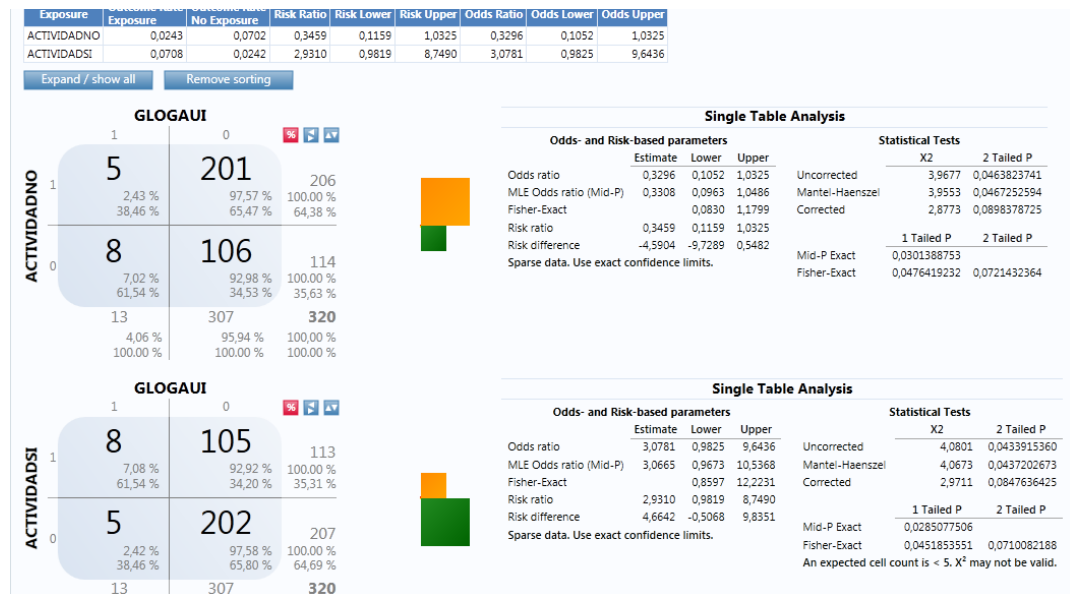 Exposure Outcome Rate Exposure Outcome Rate No Exposure Risk Ratio Risk Lower Risk Upper Odds Ratio Odds Lower Odds Upper
ACTIVIDADNO 0,0243 0,0702 0,3459 0,1159 1,0325 0,3296 0,1052 1,0325
ACTIVIDADSI 0,0708 0,0242 2,9310 0,9819 8,7490 3,0781 0,9825 9,6436
Expand / show all Remove sorting
GLOGAUI
1 0 %
ACTIVIDADNO
1 5 201 206
2,43 % 97,57 % 100.00 %
38,46 % 65,47 % 64,38 %
0 8 106 114
7,02 % 92,98 % 100.00 %
61,54 % 34,53 % 35,63 %
13 307 320
4,06 % 95,94 % 100,00 %
100.00 % 100.00 % 100.00 %
Single Table Analysis
Odds- and Risk-based parameters
Estimate Lower Upper
Odds ratio 0,3296 0,1052 1,0325
MLE Odds ratio (Mid-P) 0,3308 0,0963 1,0486
Fisher-Exact 0,0830 1,1799
Risk ratio 0,3459 0,1159 1,0325
Risk difference -4,5904 -9,7289 0,5482
Sparse data. Use exact confidence limits.
Statistical Tests
X2 2 Tailed P
Uncorrected 3,9677 0,0463823741
Mantel-Haenszel 3,9553 0,0467252594
Corrected 2,8773 0,0898378725
1 Tailed P 2 Tailed P
Mid-P Exact 0,0301388753
Fisher-Exact 0,0476419232 0,0721432364
GLOGAUI
1 0 %
ACTIVIDADSI
1 8 105 113
7,08 % 92,92 % 100.00 %
61,54 % 34,20 % 35,31 %
0 5 202 207
2,42 % 97,58 % 100.00 %
38,46 % 65,80 % 64,69 %
13 307 320
Single Table Analysis
Odds- and Risk-based parameters
Estimate Lower Upper
Odds ratio 3,0781 0,9825 9,6436
MLE Odds ratio (Mid-P) 3,0665 0,9673 10,5368
Fisher-Exact 0,8597 12,2231
Risk ratio 2,9310 0,9819 8,7490
Risk difference 4,6642 -0,5068 9,8351
Sparse data. Use exact confidence limits.
Statistical Tests
X2 2 Tailed P
Uncorrected 4,0801 0,0433915360
Mantel-Haenszel 4,0673 0,0437202673
Corrected 2,9711 0,0847636425
1 Tailed P 2 Tailed P
Mid-P Exact 0,0285077506
Fisher-Exact 0,0451853551 0,0710082188
An expected cell count is < 5. X² may not be valid.